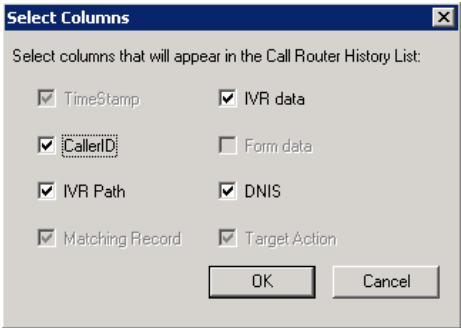 Select Columns
Select columns that will appear in the Call Router History List:
TimeStamp
IVR data
CallerID
Form data
IVR Path
DNIS
Matching Record
Target Action
OK
Cancel